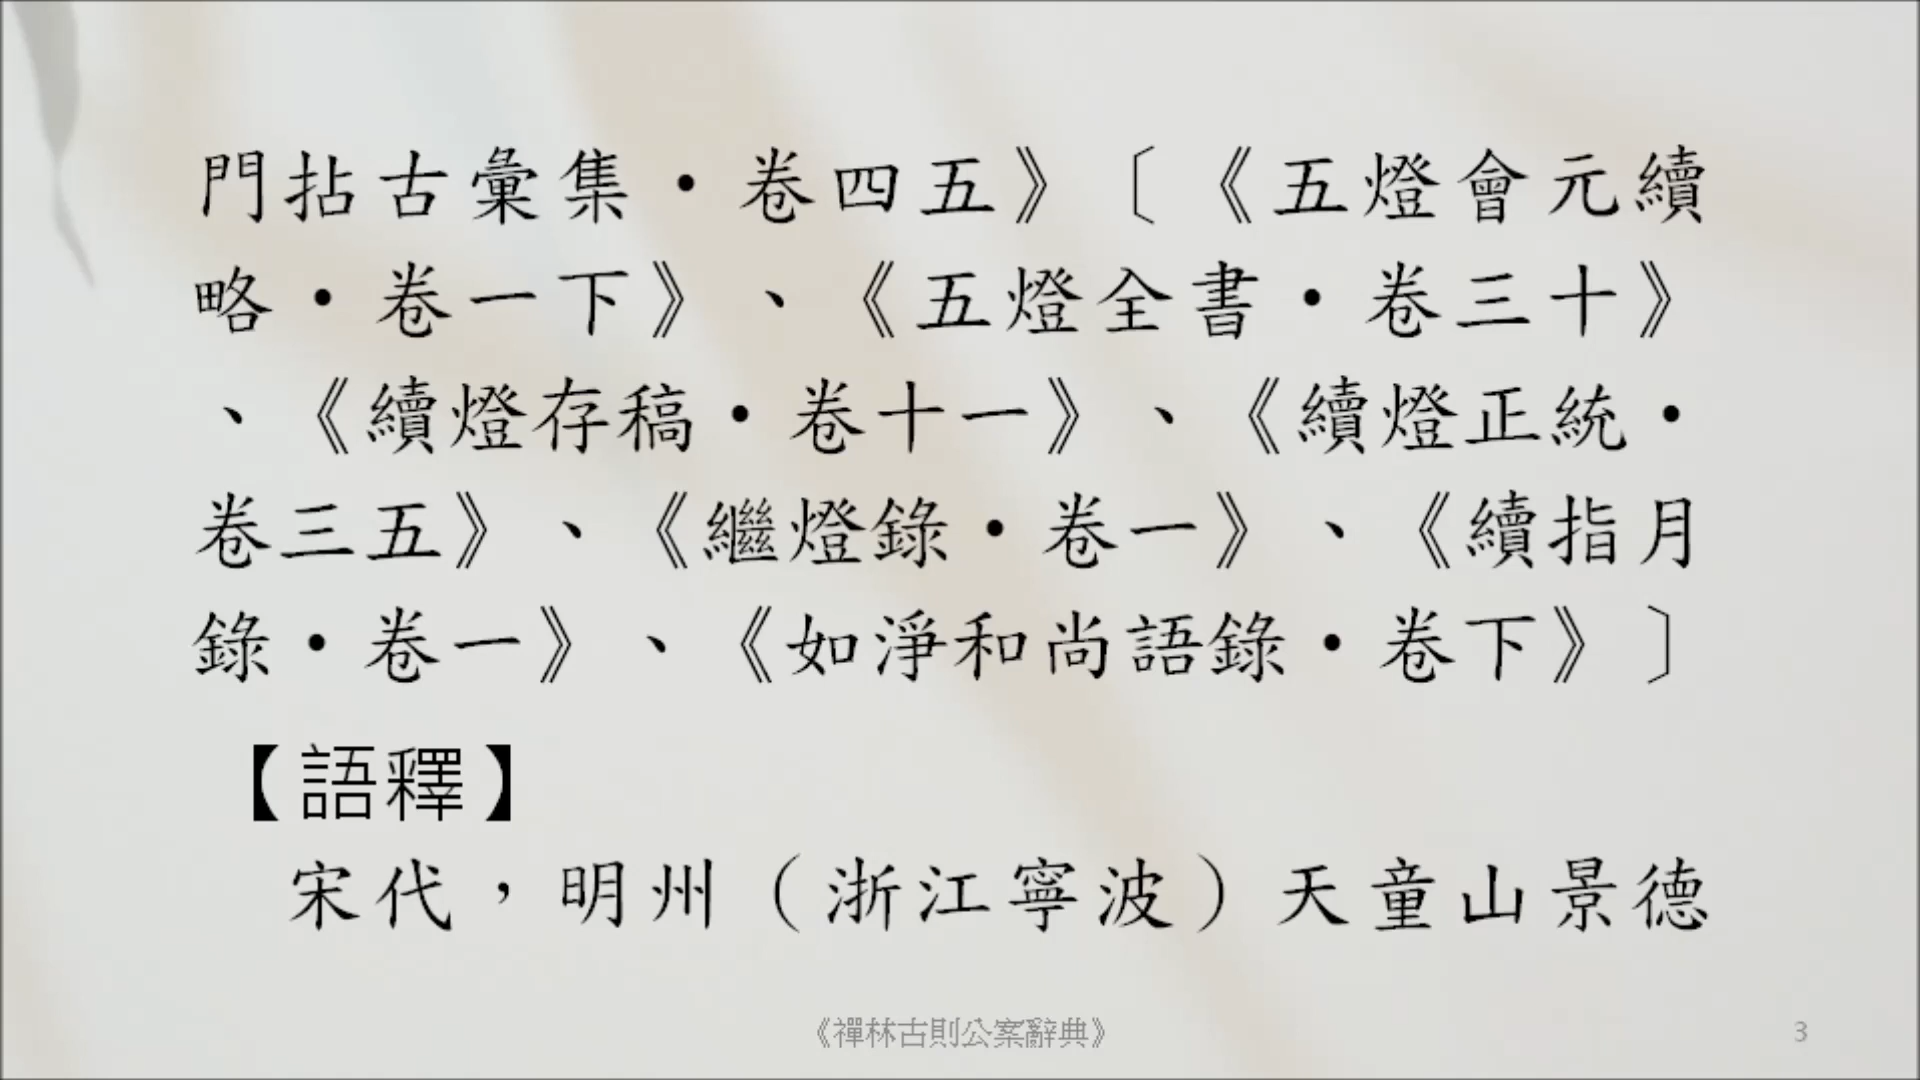 門拈古彙集·卷四五》〔《五燈會元續
略·卷一下》、《五燈全書·卷三十》
、《續燈存稿·卷十一》、《續燈正統·
卷三五》、《繼燈錄·卷一》、《續指月
錄·卷一》、《如淨和尚語錄·卷下》〕
【語釋】
宋代，明州（浙江寧波）天童山景德
《禪林古則公案辭典》
3